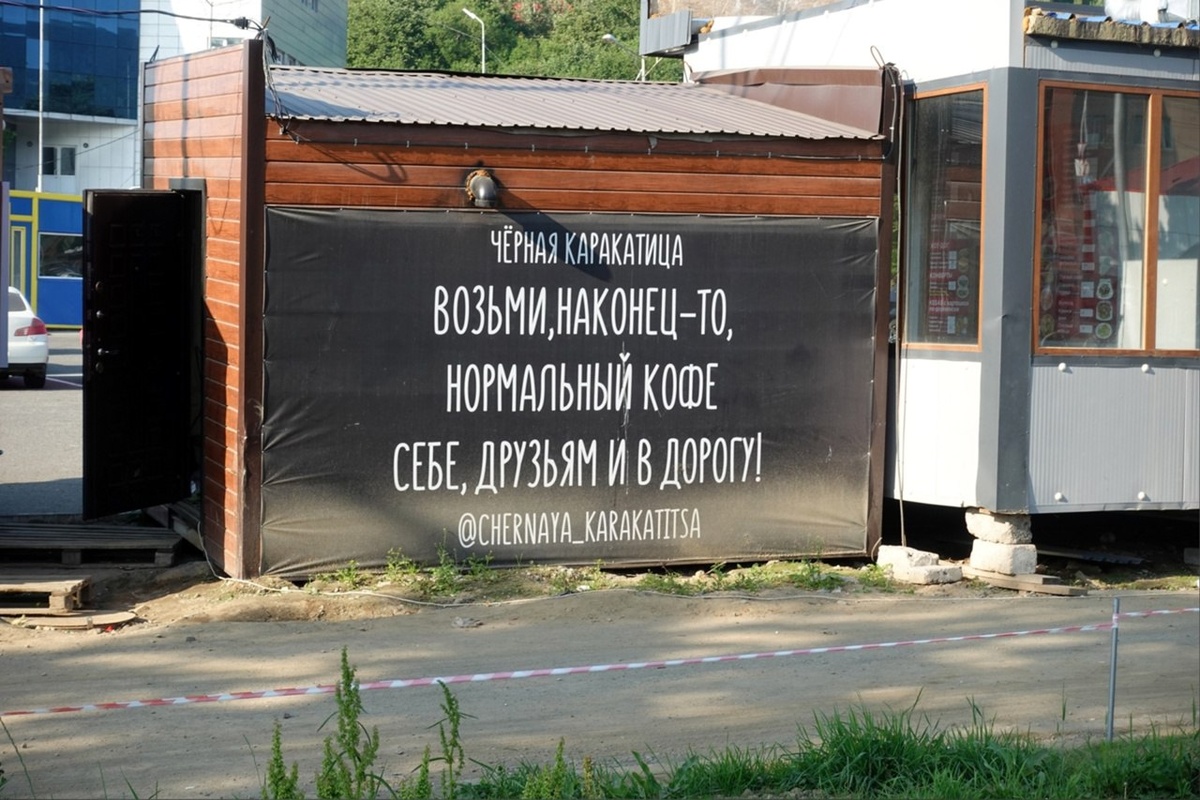 ЧЁРНАЯ КАРАКАТИЦА
ВОЗЬМИ,НАКОНЕЦ-ТО,
НОРМАЛЬНЫЙ КОФЕ
СЕБЕ, ДРУЗЬЯМ И В ДОРОГУ!
@CHERNAYA_KARAKATITSA